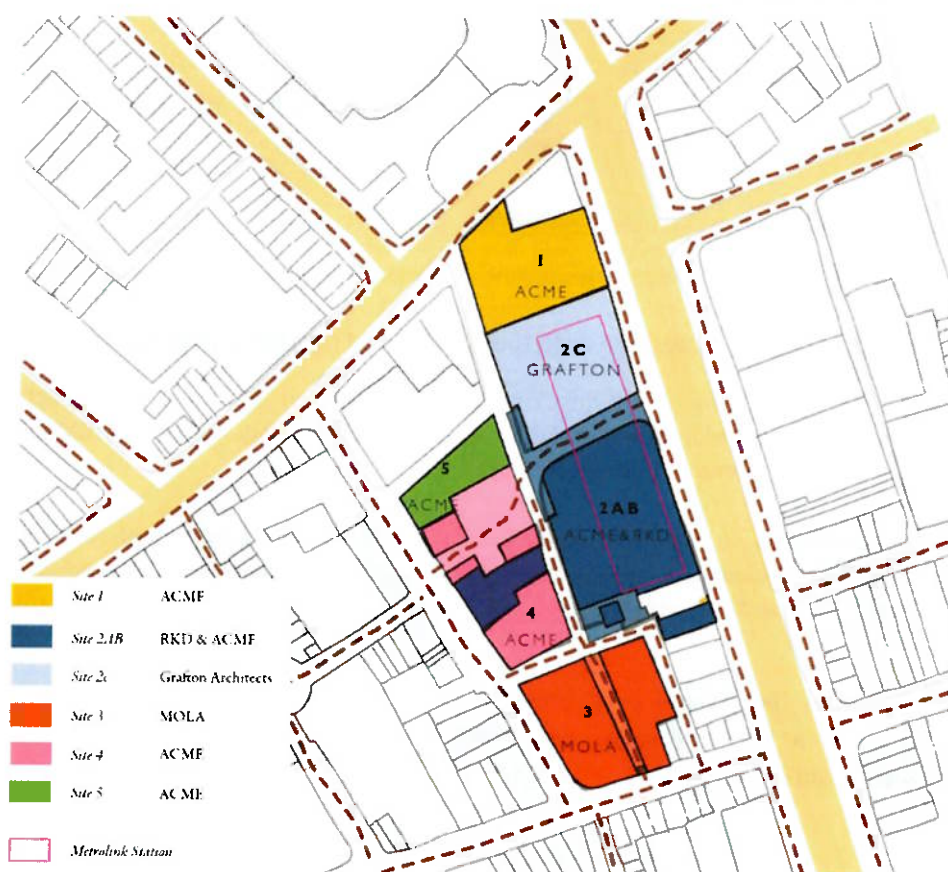 1
ACME
2C
GRAFTON
5
ACME
2AB
ACME&RKD
4
ACME
3
MOLA
Site 1 ACME
Site 2AB RKD & ACME
Site 2c Grafton Architects
Site 3 MOLA
Site 4 ACME
Site 5 ACME
Metrolink Station